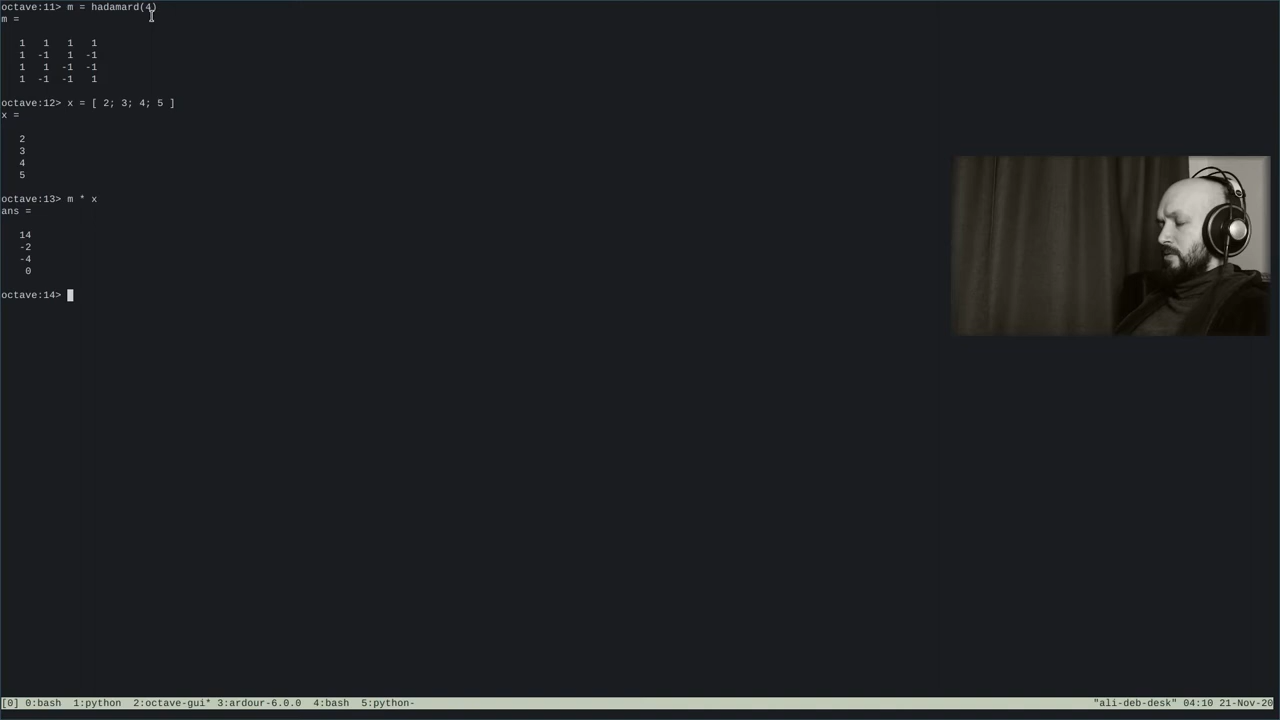 octave:11> m = hadamard(4)
m =
1 1 1 1
1 -1 1 -1
1 1 -1 -1
1 -1 -1 1
octave:12> x = [ 2; 3; 4; 5 ]
x =
2
3
4
5
octave:13> m * x
ans =
14
-2
-4
0
octave:14>
[0] 0:bash 1:python 2:octave-gui* 3:ardour-6.0.0 4:bash 5:python- "ali-deb-desk" 04:10 21-Nov-20